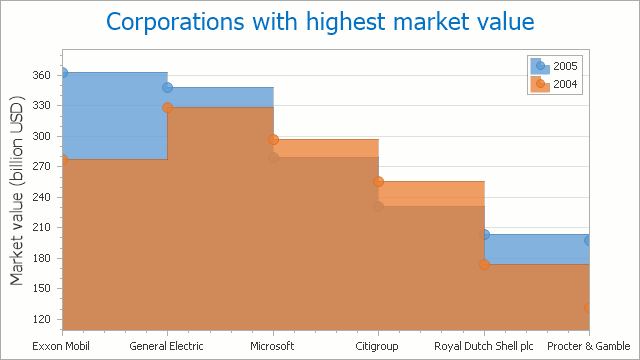 Corporations with highest market value
Market value (billion USD)
360
330
300
270
240
210
180
150
120
2005
2004
Exxon Mobil
General Electric
Microsoft
Citigroup
Royal Dutch Shell plc
Procter & Gamble